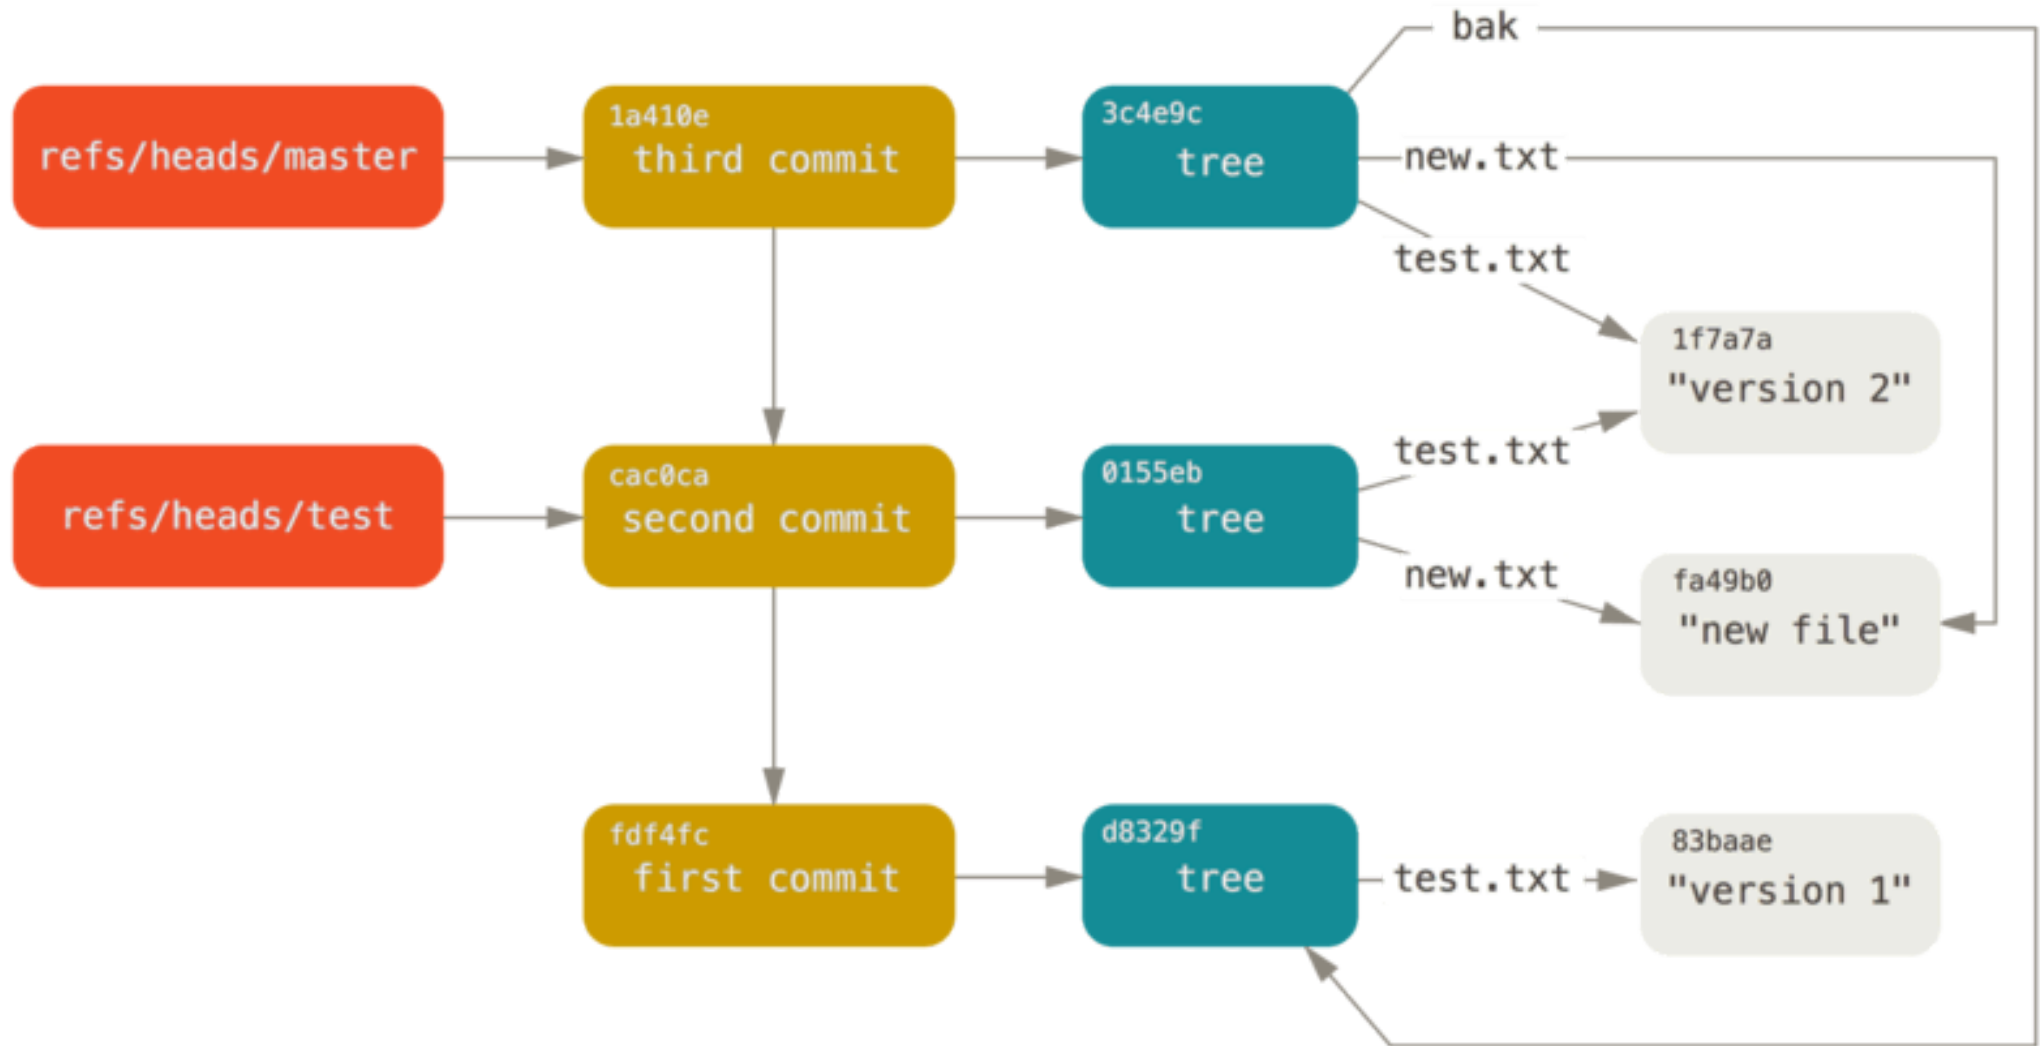 bak
refs/heads/master
1a410e
third commit
3c4e9c
tree
new.txt
test.txt
1f7a7a
"version 2"
refs/heads/test
cac0ca
second commit
0155eb
tree
test.txt
new.txt
fa49b0
"new file"
fdf4fc
first commit
d8329f
tree
test.txt
83baae
"version 1"